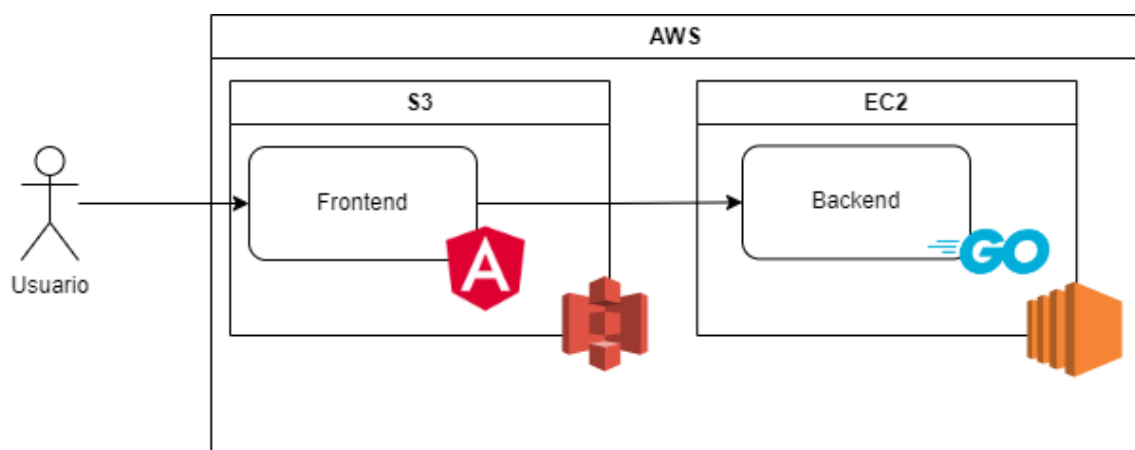 AWS
S3
EC2
Frontend
Backend
A
GO
Usuario